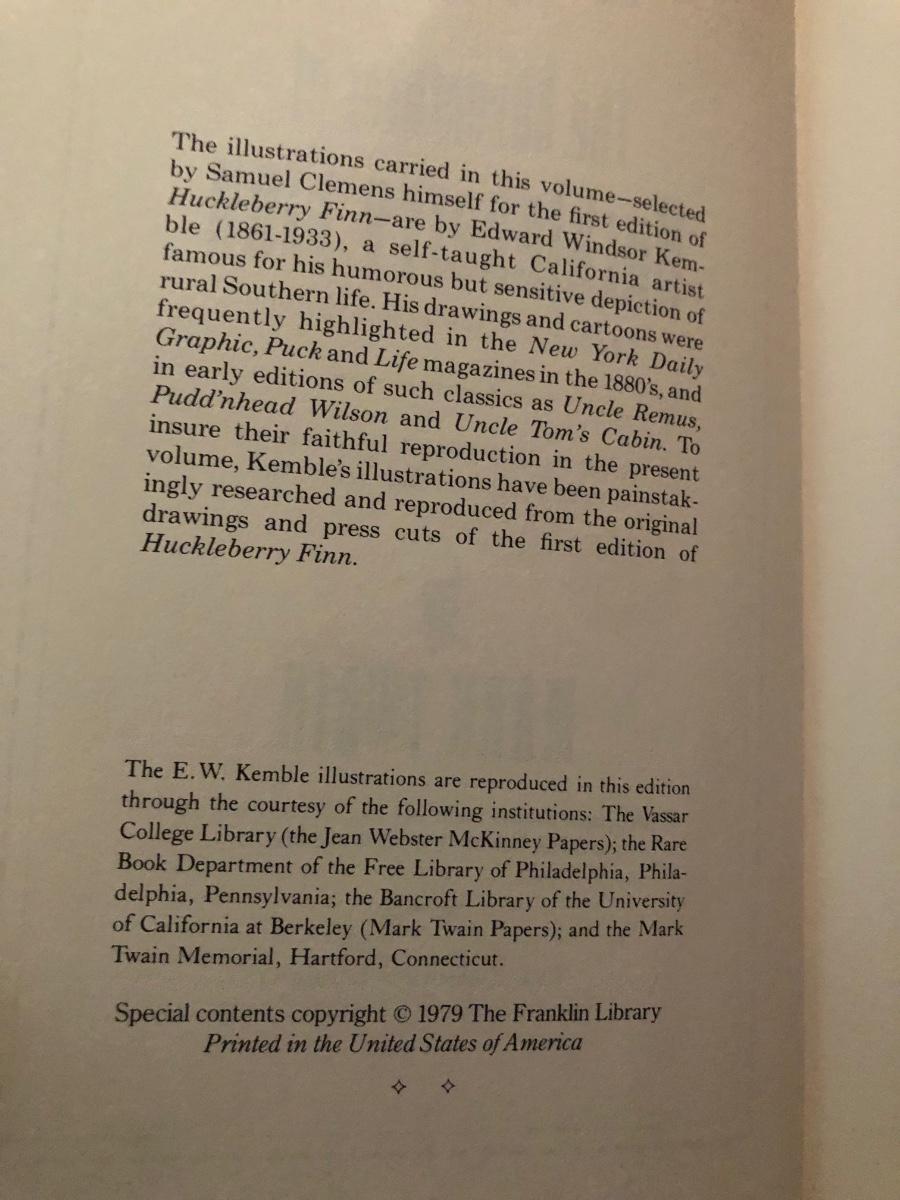 The illustrations carried in this volume—selected
by Samuel Clemens himself for the first edition of
Huckleberry Finn—are by Edward Windsor Kem-
ble (1861-1933), a self-taught California artist
famous for his humorous but sensitive depiction of
rural Southern life. His drawings and cartoons were
frequently highlighted in the New York Daily
Graphic, Puck and Life magazines in the 1880's, and
in early editions of such classics as Uncle Remus,
Pudd'nhead Wilson and Uncle Tom's Cabin. To
insure their faithful reproduction in the present
volume, Kemble's illustrations have been painstak-
ingly researched and reproduced from the original
drawings and press cuts of the first edition of
Huckleberry Finn.
The E. W. Kemble illustrations are reproduced in this edition
through the courtesy of the following institutions: The Vassar
College Library (the Jean Webster McKinney Papers); the Rare
Book Department of the Free Library of Philadelphia, Phila-
delphia, Pennsylvania; the Bancroft Library of the University
of California at Berkeley (Mark Twain Papers); and the Mark
Twain Memorial, Hartford, Connecticut.
Special contents copyright © 1979 The Franklin Library
Printed in the United States of America